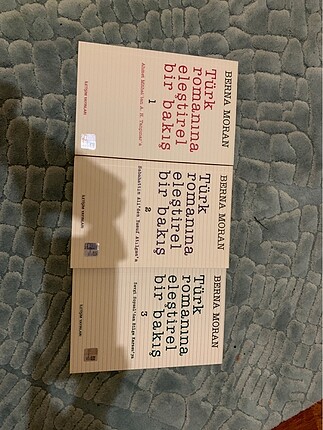 BERNA MORAN
Türk
romanına
eleştirel
bir bakış
Ahmet Mithat'tan A. H. Tanpınar'a
1
İLETİŞİM YAYINLARI
BERNA MORAN
Türk
romanına
eleştirel
bir bakış
Sabahattin Ali'den Yusuf Atılgan'a
2
İLETİŞİM YAYINLARI
BERNA MORAN
Türk
romanına
eleştirel
bir bakış
Sevgi Soysal'dan Bilge Karasu'ya
3
İLETİŞİM YAYINLARI